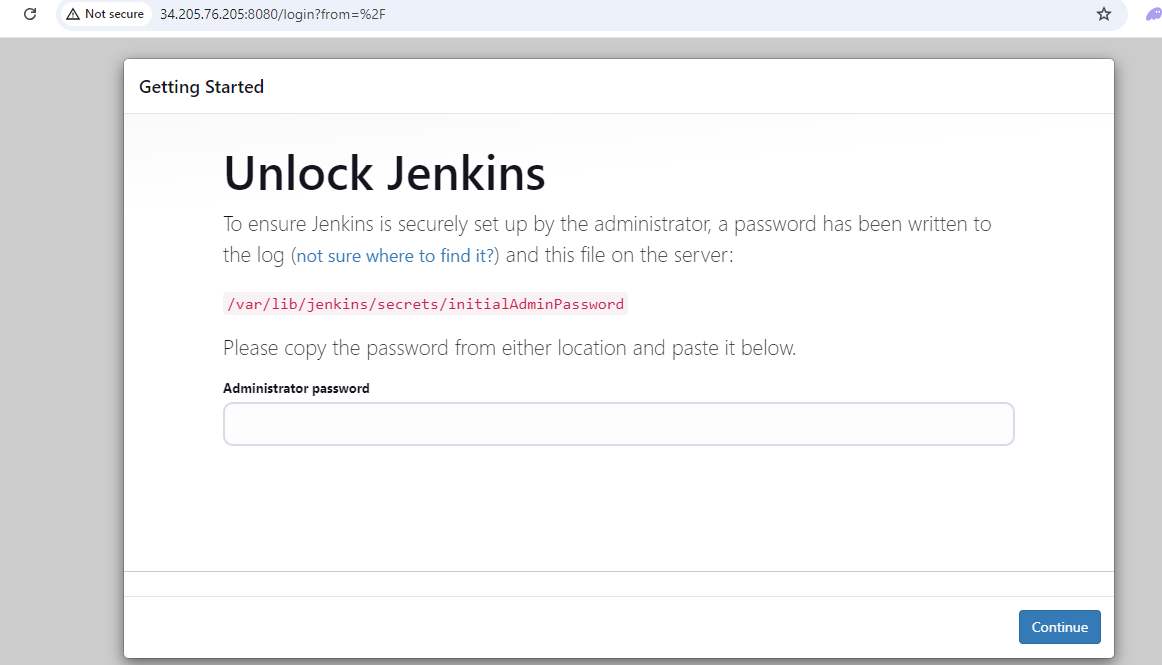 Not secure 34.205.76.205:8080/login?from=%2F
Getting Started
Unlock Jenkins
To ensure Jenkins is securely set up by the administrator, a password has been written to
the log (not sure where to find it?) and this file on the server:
/var/lib/jenkins/secrets/initialAdminPassword
Please copy the password from either location and paste it below.
Administrator password
Continue